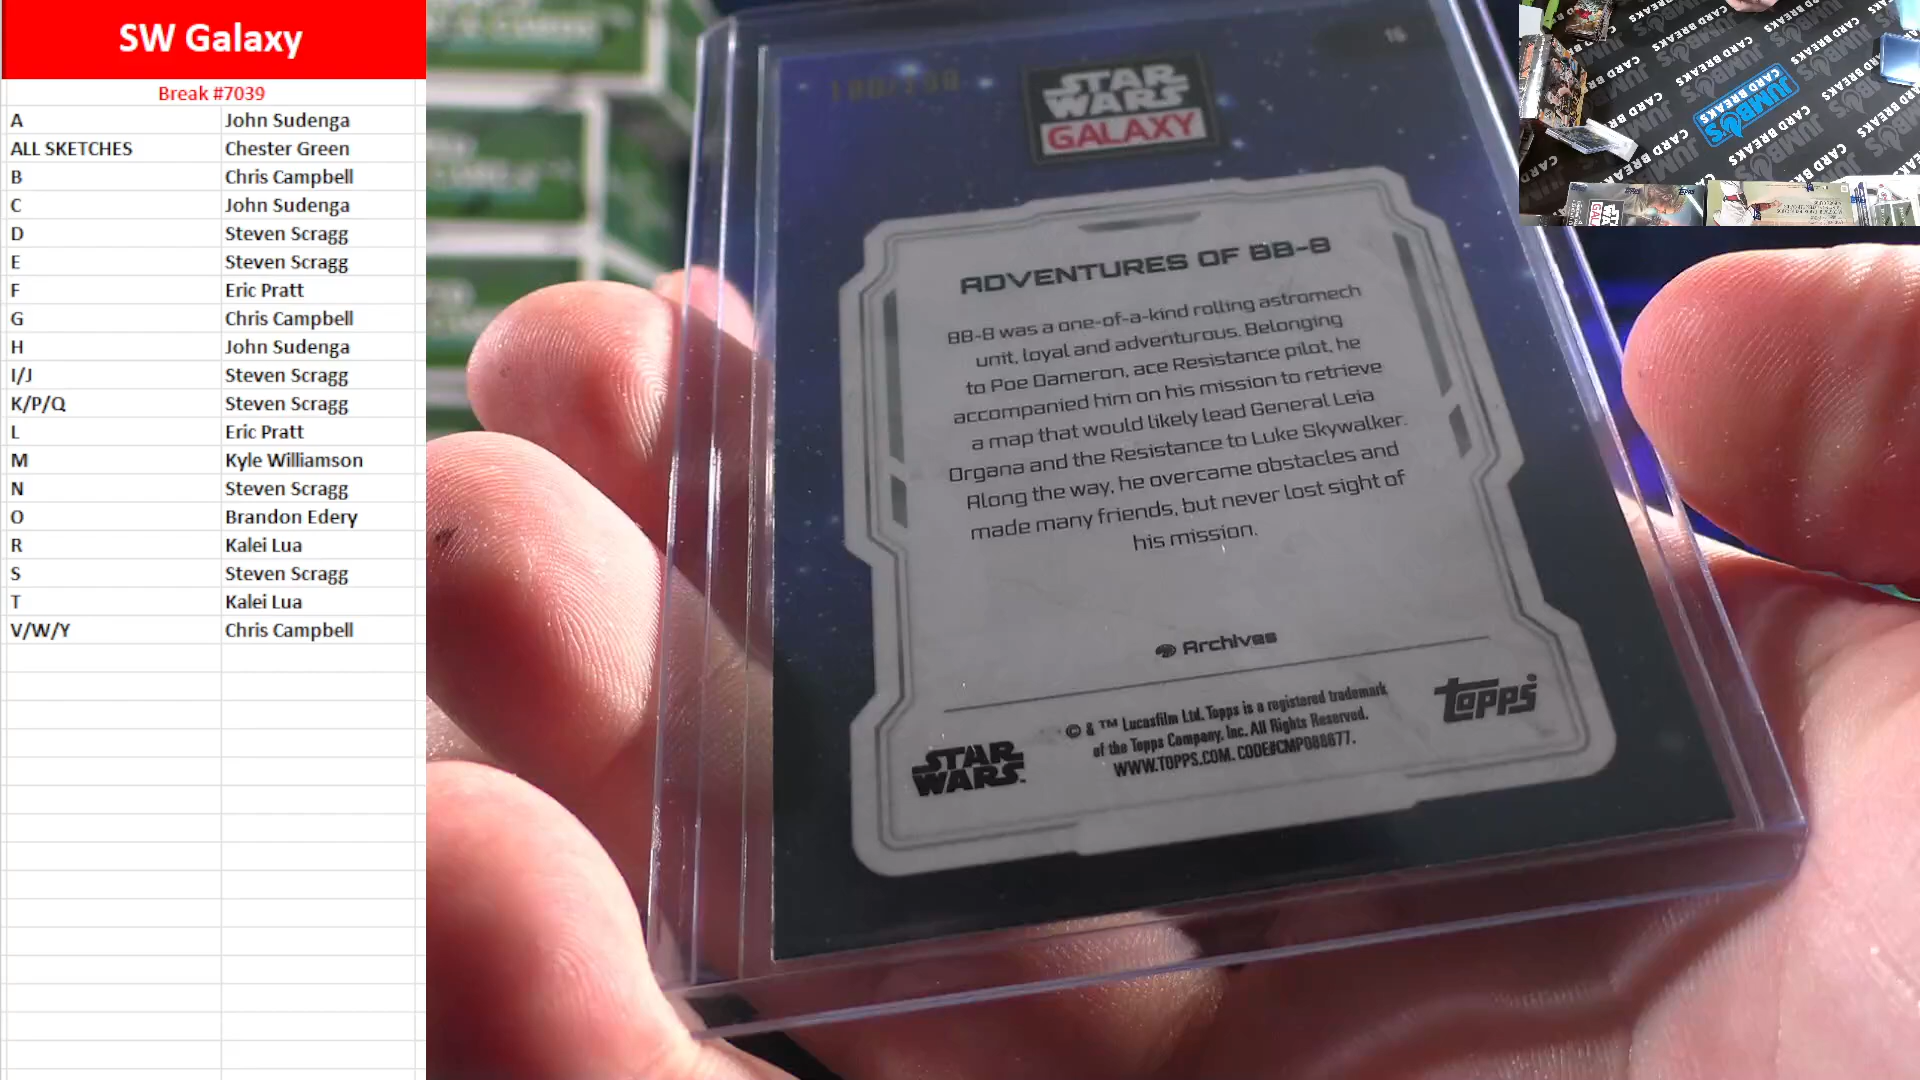 SW Galaxy
Break #7039
A John Sudenga
ALL SKETCHES Chester Green
B Chris Campbell
C John Sudenga
D Steven Scragg
E Steven Scragg
F Eric Pratt
G Chris Campbell
H John Sudenga
I/J Steven Scragg
K/P/Q Steven Scragg
L Eric Pratt
M Kyle Williamson
N Steven Scragg
O Brandon Edery
R Kalei Lua
S Steven Scragg
T Kalei Lua
V/W/Y Chris Campbell
16
STAR
WARS
GALAXY
ADVENTURES OF BB-8
BB-8 was a one-of-a-kind rolling astromech
unit, loyal and adventurous. Belonging
to Poe Dameron, ace Resistance pilot, he
accompanied him on his mission to retrieve
a map that would likely lead General Leia
Organa and the Resistance to Luke Skywalker.
Along the way, he overcame obstacles and
made many friends, but never lost sight of
his mission.
Archives
STAR
WARS
© & ™ Lucasfilm Ltd. Topps is a registered trademark
of the Topps Company, Inc. All Rights Reserved.
WWW.TOPPS.COM. CODE#CMP088677.
topps
JUMBO'S
CARD BREAKS